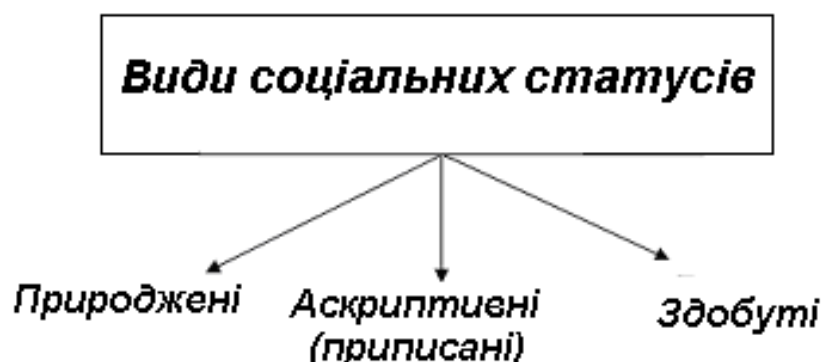 Види соціальних статусів
Природжені
Аскриптивні
(приписані)
Здобуті